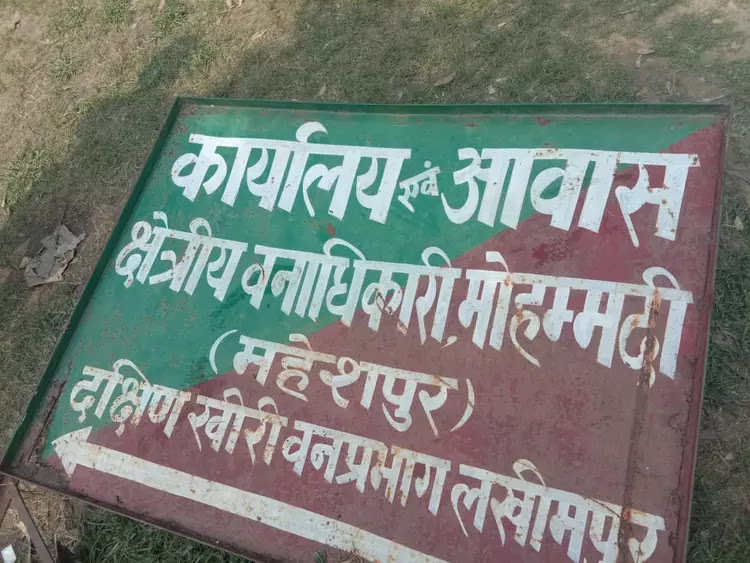 कार्यालय एवं आवास
क्षेत्रीय वनाधिकारी, मोहम्मदी
(महेशपुर)
दक्षिण खीरी वनप्रभाग लखीमपुर